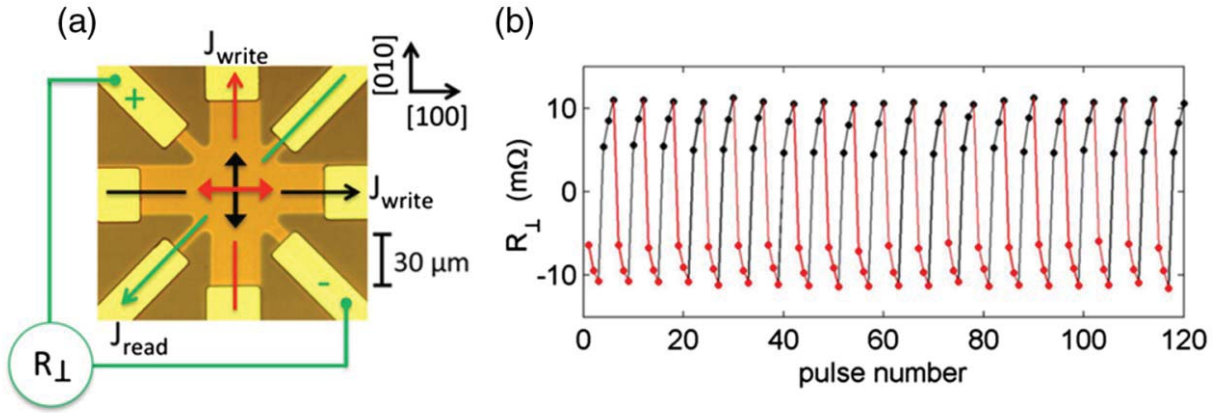 (a)
J_write
[010]
[100]
+
J_write
-
30 μm
J_read
R⊥
(b)
R⊥ (mΩ)
10
0
-10
0 20 40 60 80 100 120
pulse number